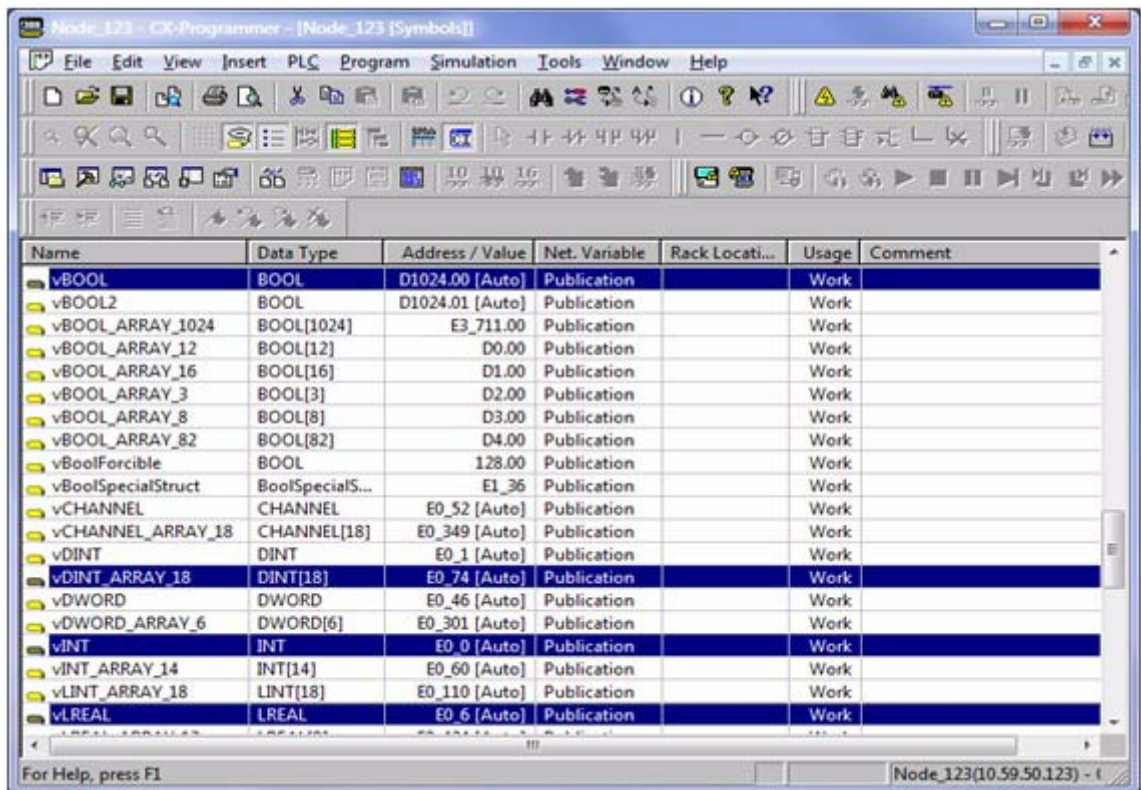 Node_123 - CX-Programmer - [Node_123 [Symbols]]
File Edit View Insert PLC Program Simulation Tools Window Help
Name Data Type Address / Value Net. Variable Rack Locati... Usage Comment
vBOOL BOOL D1024.00 [Auto] Publication Work
vBOOL2 BOOL D1024.01 [Auto] Publication Work
vBOOL_ARRAY_1024 BOOL[1024] E3_711.00 Publication Work
vBOOL_ARRAY_12 BOOL[12] D0.00 Publication Work
vBOOL_ARRAY_16 BOOL[16] D1.00 Publication Work
vBOOL_ARRAY_3 BOOL[3] D2.00 Publication Work
vBOOL_ARRAY_8 BOOL[8] D3.00 Publication Work
vBOOL_ARRAY_82 BOOL[82] D4.00 Publication Work
vBoolForcible BOOL 128.00 Publication Work
vBoolSpecialStruct BoolSpecialS... E1_36 Publication Work
vCHANNEL CHANNEL E0_52 [Auto] Publication Work
vCHANNEL_ARRAY_18 CHANNEL[18] E0_349 [Auto] Publication Work
vDINT DINT E0_1 [Auto] Publication Work
vDINT_ARRAY_18 DINT[18] E0_74 [Auto] Publication Work
vDWORD DWORD E0_46 [Auto] Publication Work
vDWORD_ARRAY_6 DWORD[6] E0_301 [Auto] Publication Work
vINT INT E0_0 [Auto] Publication Work
vINT_ARRAY_14 INT[14] E0_60 [Auto] Publication Work
vLINT_ARRAY_18 LINT[18] E0_110 [Auto] Publication Work
vLREAL LREAL E0_6 [Auto] Publication Work
For Help, press F1 Node_123(10.59.50.123) -